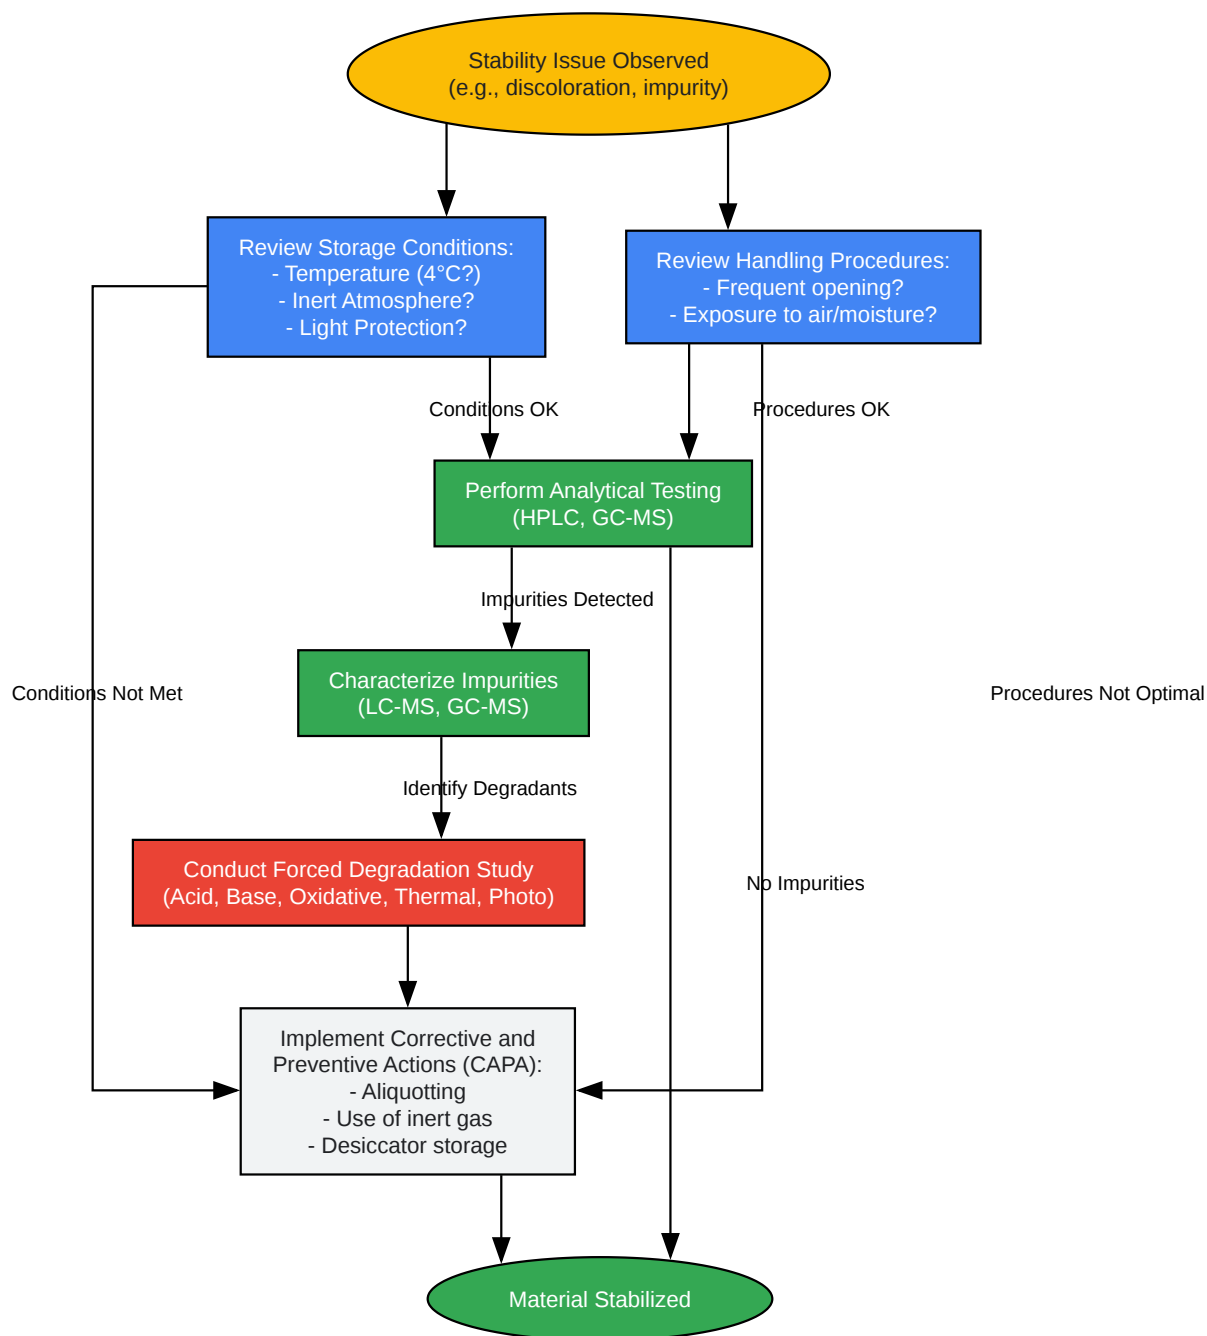 Stability Issue Observed
(e.g., discoloration, impurity)
Review Storage Conditions:
- Temperature (4°C?)
- Inert Atmosphere?
- Light Protection?
Review Handling Procedures:
- Frequent opening?
- Exposure to air/moisture?
Conditions OK
Procedures OK
Perform Analytical Testing
(HPLC, GC-MS)
Impurities Detected
Characterize Impurities
(LC-MS, GC-MS)
Conditions Not Met
Procedures Not Optimal
Identify Degradants
Conduct Forced Degradation Study
(Acid, Base, Oxidative, Thermal, Photo)
No Impurities
Implement Corrective and
Preventive Actions (CAPA):
- Aliquotting
- Use of inert gas
- Desiccator storage
Material Stabilized